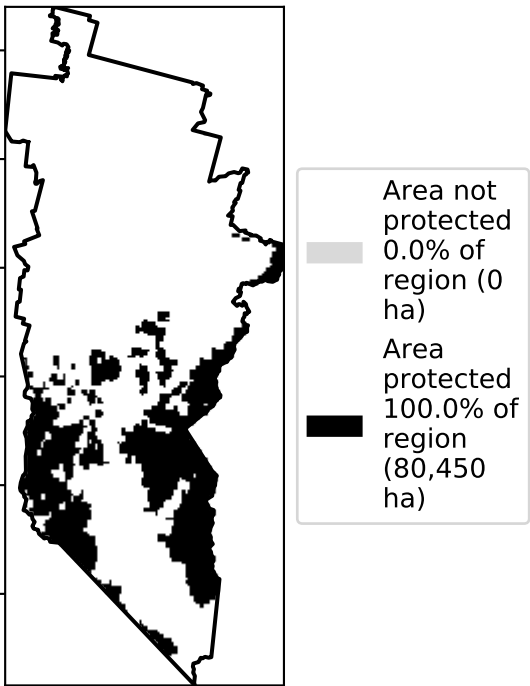 Area not
protected
0.0% of
region (0
ha)
Area
protected
100.0% of
region
(80,450
ha)